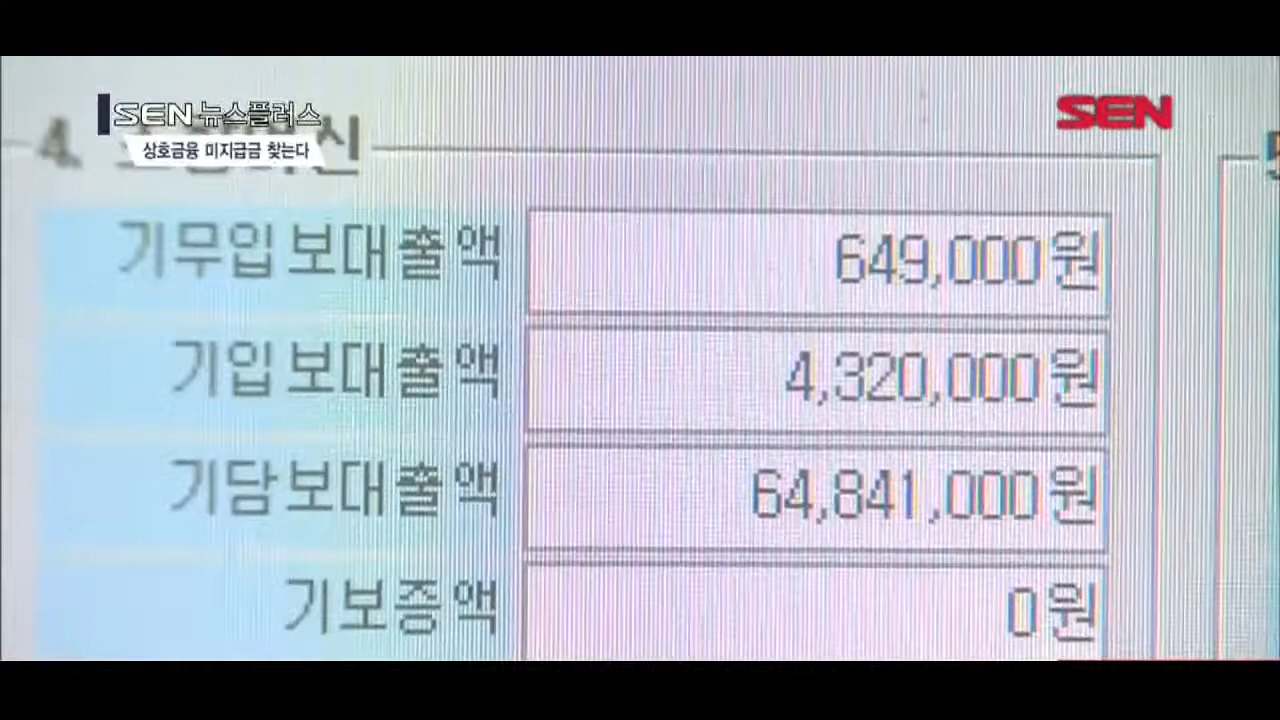 SEN 뉴스플러스
SEN
상호금융 미지급금 찾는다
4.
기무입보대출액 649,000원
기입보대출액 4,320,000원
기담보대출액 64,841,000원
기보증액 0원